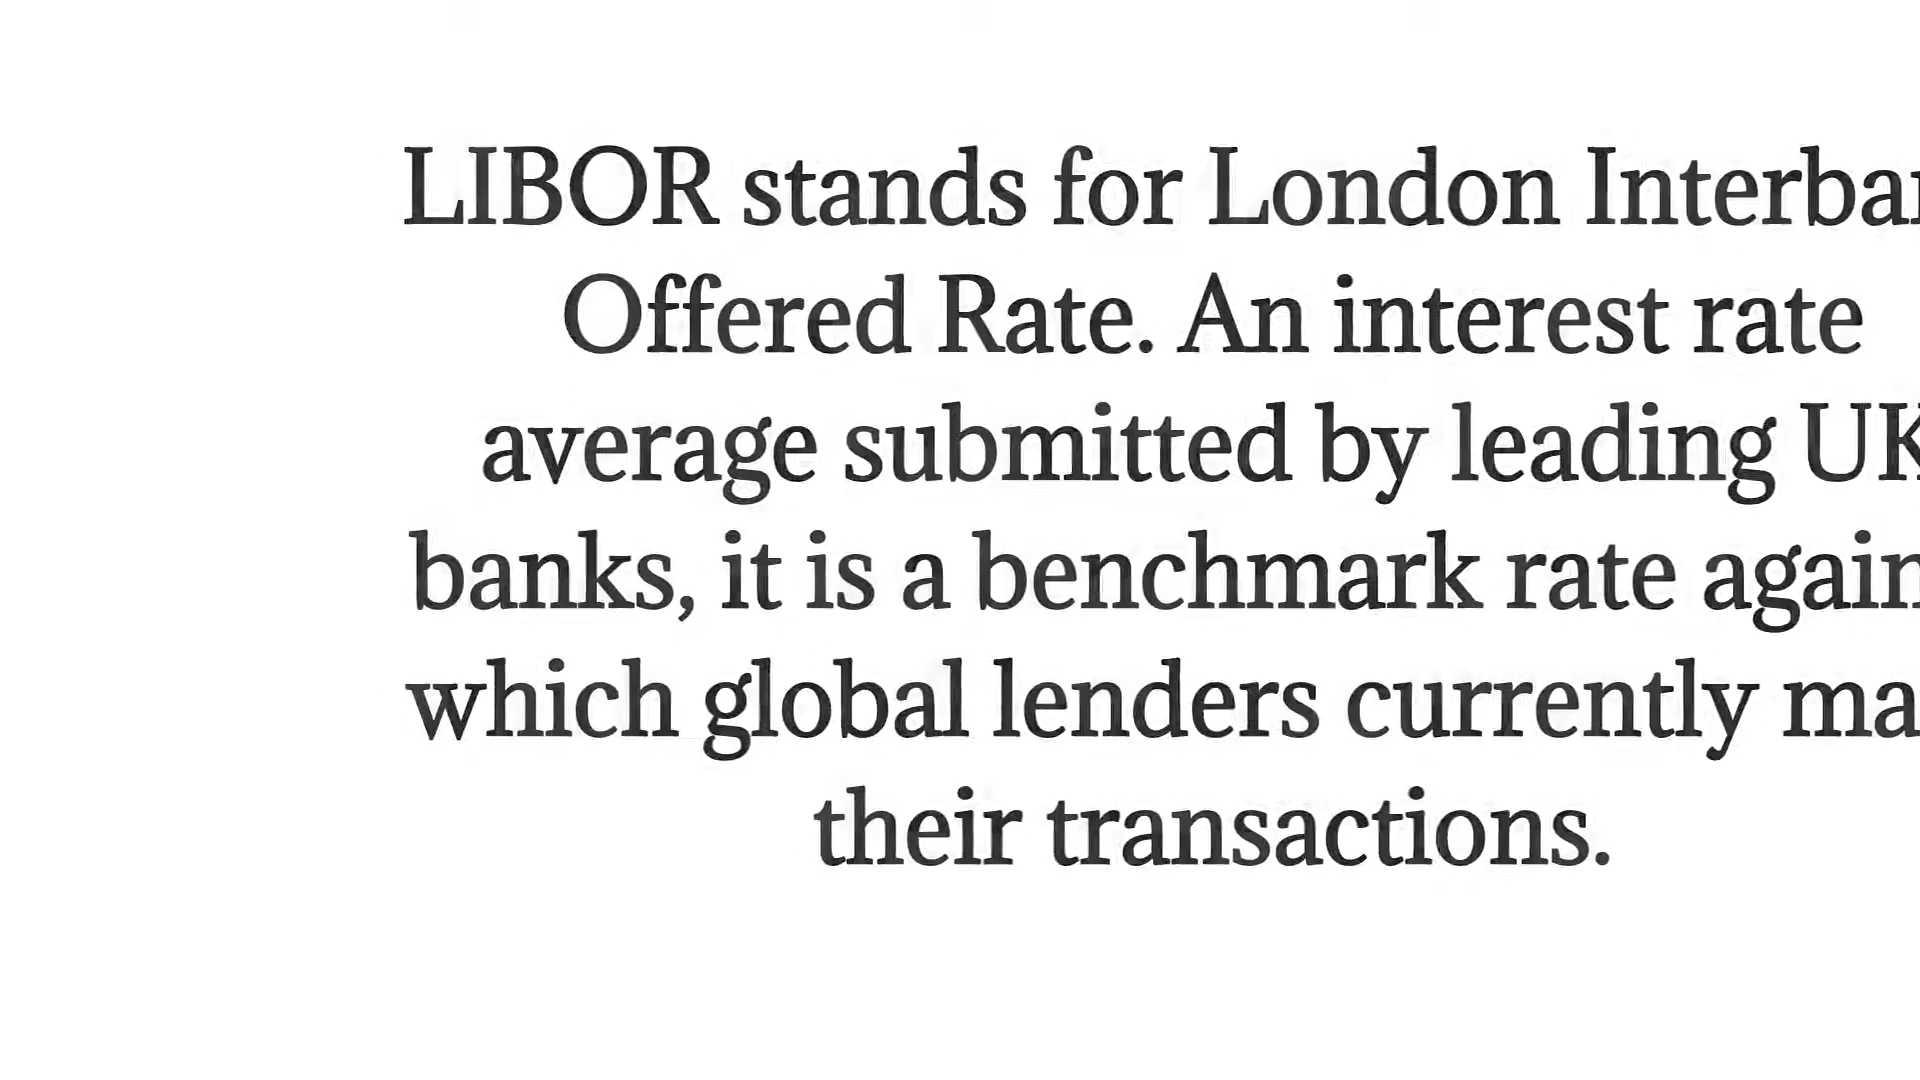 LIBOR stands for London Interba
Offered Rate. An interest rate
average submitted by leading UK
banks, it is a benchmark rate again
which global lenders currently ma
their transactions.